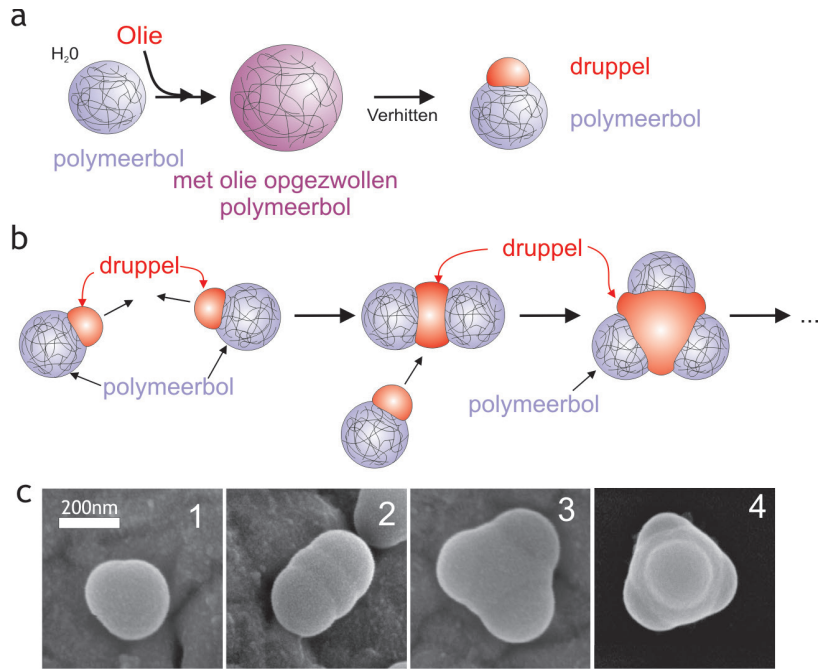 a
Olie
H₂0
druppel
Verhitten
polymeerbol
polymeerbol
met olie opgezwollen
polymeerbol
b
druppel
druppel
polymeerbol
polymeerbol
...
c
200nm
1
2
3
4